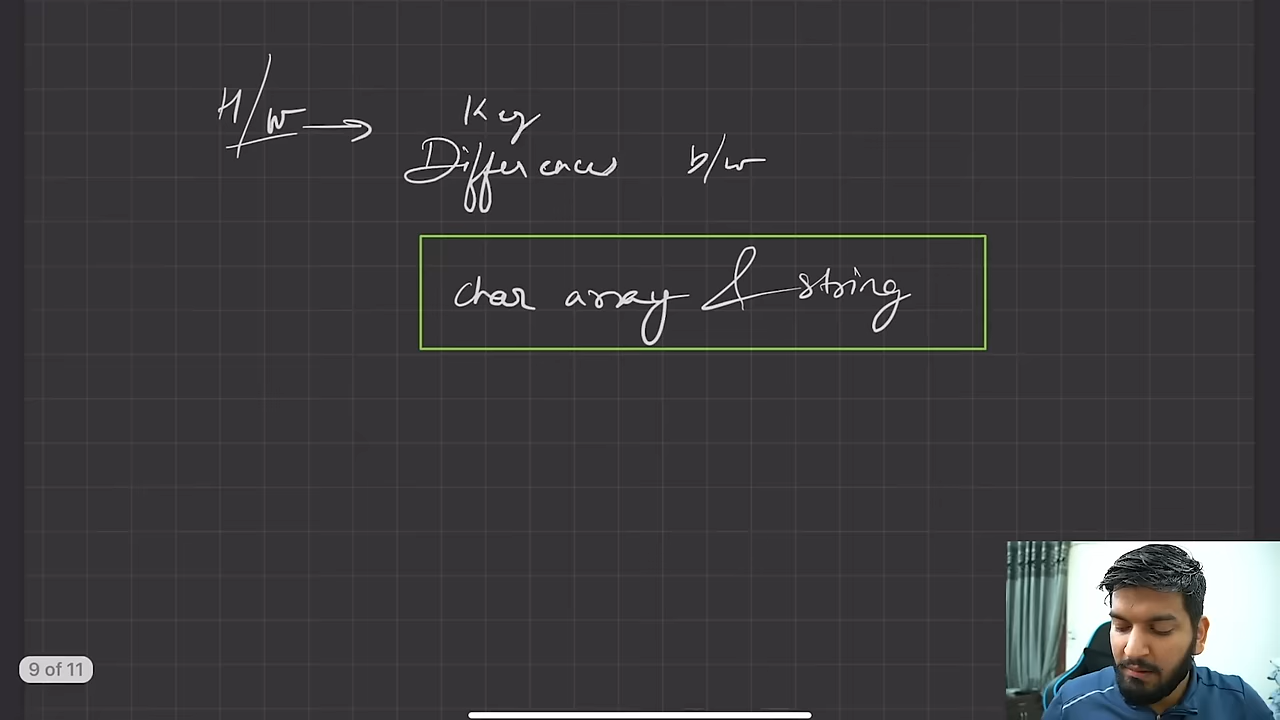 H/W → Key
Differences b/w
char array & string
9 of 11